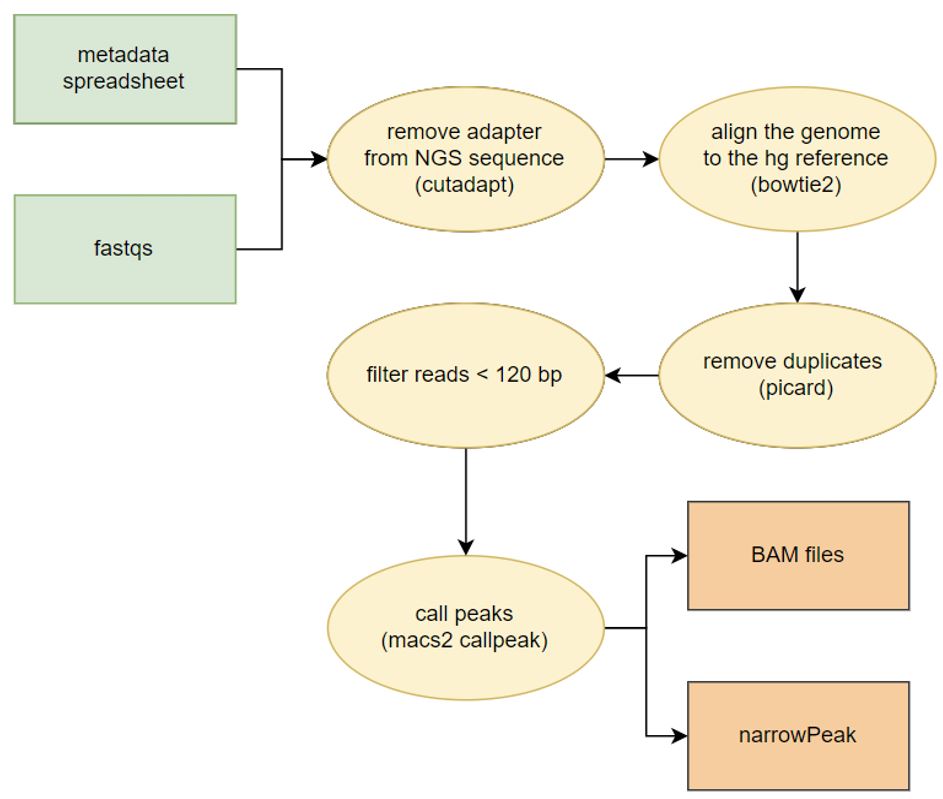 metadata
spreadsheet
fastqs
remove adapter
from NGS sequence
(cutadapt)
align the genome
to the hg reference
(bowtie2)
remove duplicates
(picard)
filter reads < 120 bp
call peaks
(macs2 callpeak)
BAM files
narrowPeak